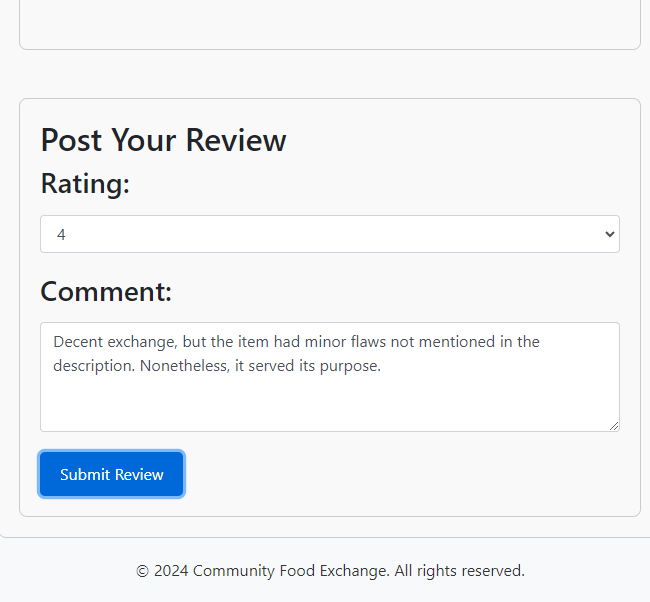 Post Your Review
Rating:
4
Comment:
Decent exchange, but the item had minor flaws not mentioned in the
description. Nonetheless, it served its purpose.
Submit Review
© 2024 Community Food Exchange. All rights reserved.